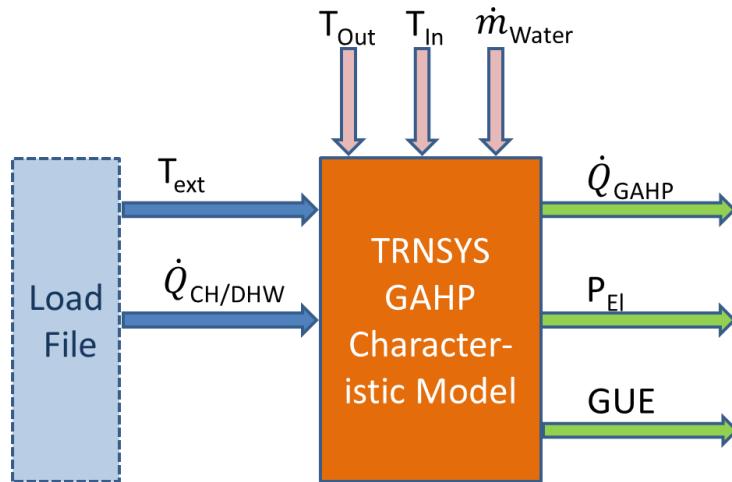 T_Out T_In ṁ_Water
T_ext
Q̇_CH/DHW
Load
File
TRNSYS
GAHP
Character-
istic Model
Q̇_GAHP
P_El
GUE